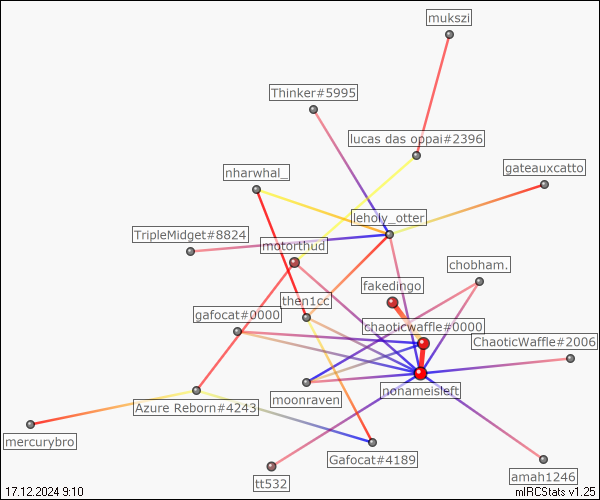 mukszi
Thinker#5995
lucas das oppai#2396
gateauxcatto
nharwhal_
leholy_otter
TripleMidget#8824
motorthud
chobham.
fakedingo
then1cc
gafocat#0000
chaoticwaffle#0000
ChaoticWaffle#2006
nonameisleft
moonraven
Azure Reborn#4243
mercurybro
Gafocat#4189
tt532
amah1246
17.12.2024 9:10
mIRCStats v1.25